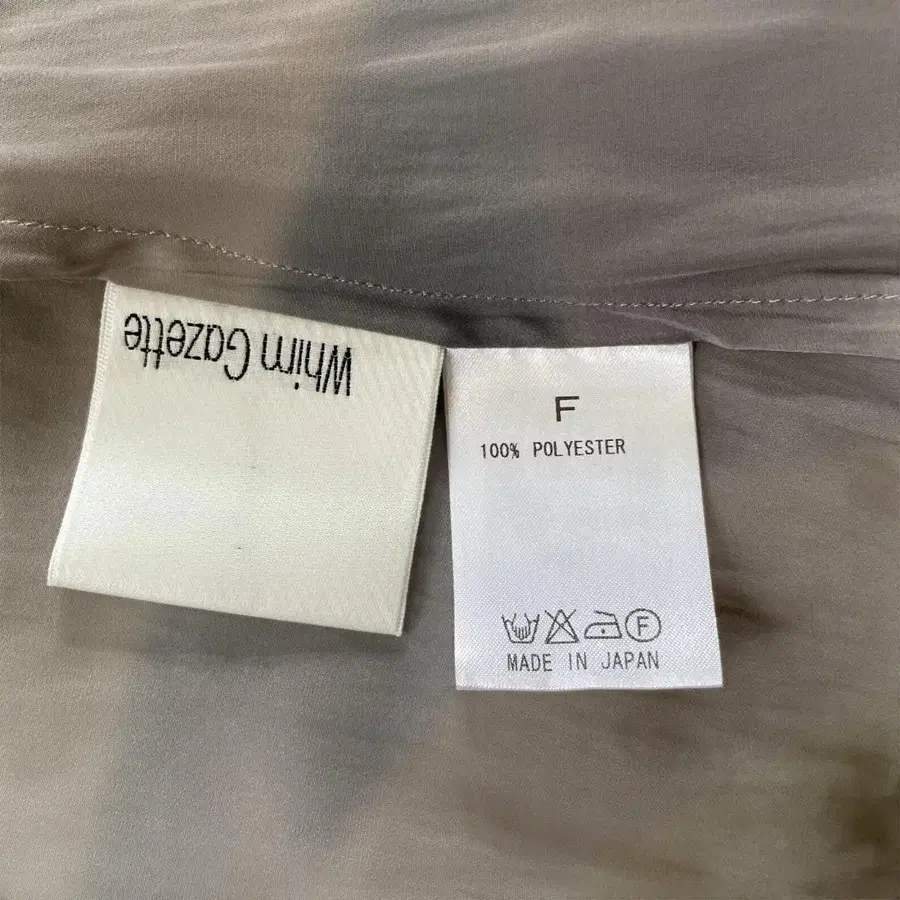 Whim Gazette
F
100% POLYESTER
F
MADE IN JAPAN